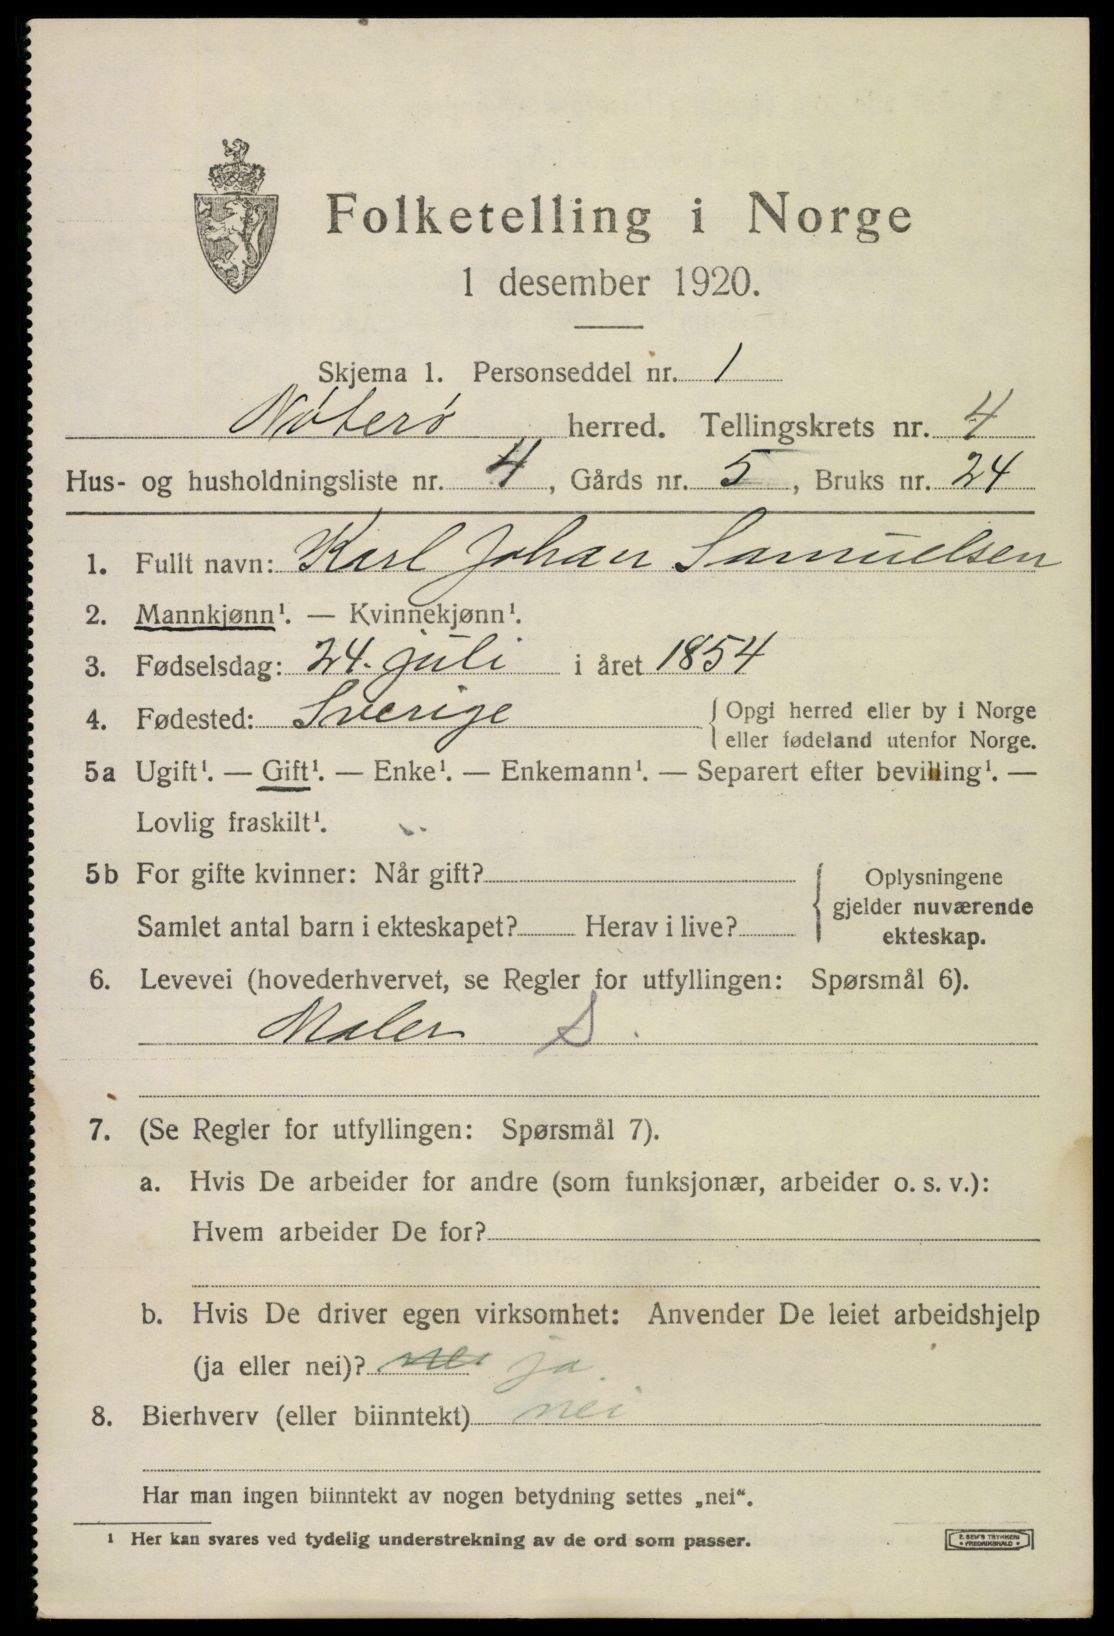 Folketelling i Norge
1 desember 1920.
Skjema 1. Personseddel nr. 1
Nøterø herred. Tellingskrets nr. 4
Hus- og husholdningsliste nr. 4, Gårds nr. 5, Bruks nr. 24
1. Fullt navn: Karl Johan Samuelsen
2. Mannkjønn¹. — Kvinnekjønn¹.
3. Fødselsdag: 24. juli i året 1854
4. Fødested: Sverige { Opgi herred eller by i Norge
eller fødeland utenfor Norge.
5a Ugift¹. — Gift¹. — Enke¹. — Enkemann¹. — Separert efter bevilling¹. —
Lovlig fraskilt¹.
5b For gifte kvinner: Når gift?
Samlet antal barn i ekteskapet? Herav i live?
Oplysningene
gjelder nuværende
ekteskap.
6. Levevei (hovederhvervet, se Regler for utfyllingen: Spørsmål 6).
Maler S.
7. (Se Regler for utfyllingen: Spørsmål 7).
a. Hvis De arbeider for andre (som funksjonær, arbeider o. s. v.):
Hvem arbeider De for?
b. Hvis De driver egen virksomhet: Anvender De leiet arbeidshjelp
(ja eller nei)? nei ja
8. Bierhverv (eller biinntekt) nei
Har man ingen biinntekt av nogen betydning settes „nei“.
¹ Her kan svares ved tydelig understrekning av de ord som passer.
E. SEM'S TRYKKERI
• FREDRIKSHALD •